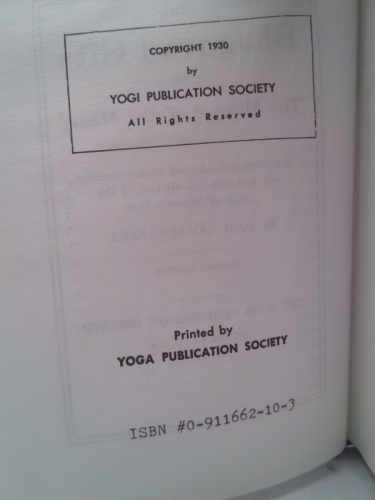 COPYRIGHT 1930
by
YOGI PUBLICATION SOCIETY
All Rights Reserved
Printed by
YOGA PUBLICATION SOCIETY
ISBN #0-911662-10-3